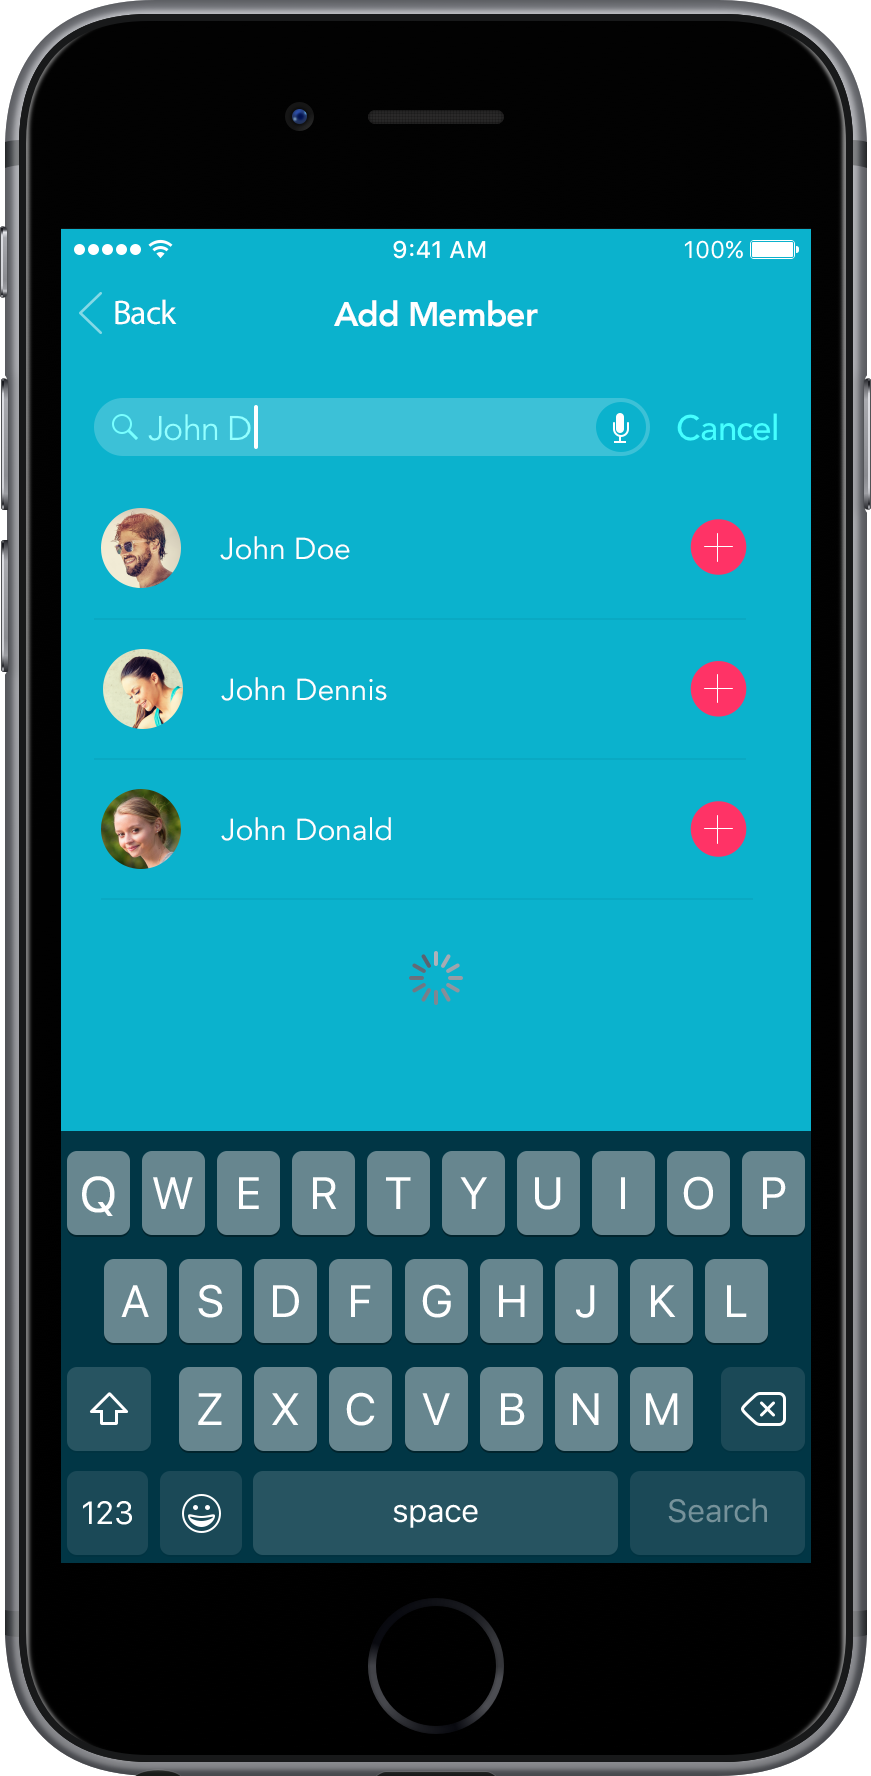 9:41 AM 100%
Back Add Member
John D Cancel
John Doe
John Dennis
John Donald
Q W E R T Y U I O P
A S D F G H J K L
Z X C V B N M
123 space Search